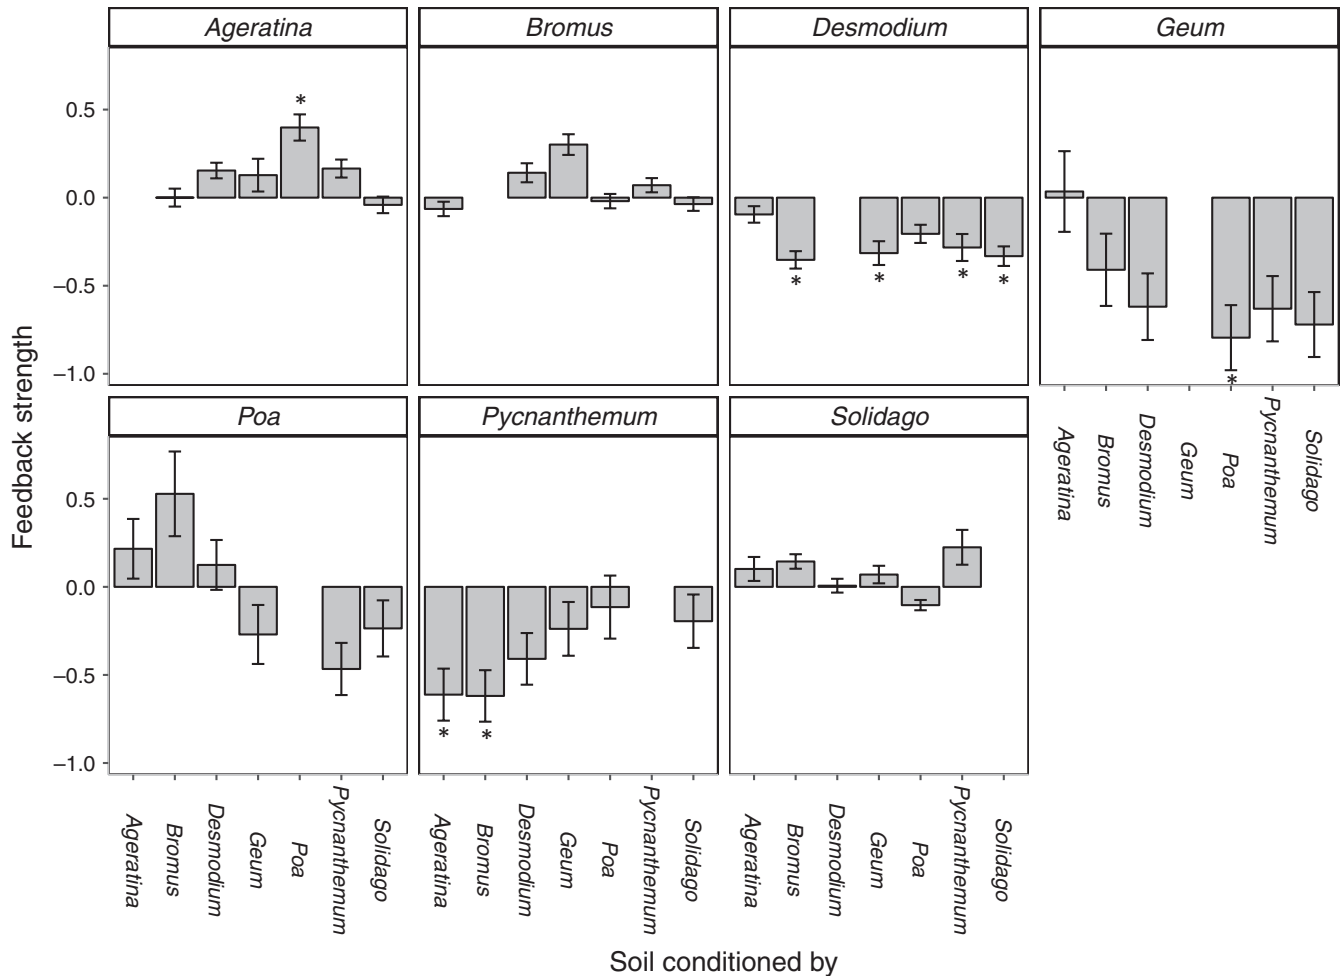 Ageratina Bromus Desmodium Geum
*
0.5
0.0
−0.5
−1.0
* * * *
*
Feedback strength
Ageratina Bromus Desmodium Geum Poa Pycnanthemum Solidago
Poa Pycnanthemum Solidago
0.5
0.0
−0.5
−1.0
* *
Ageratina Bromus Desmodium Geum Poa Pycnanthemum Solidago
Ageratina Bromus Desmodium Geum Poa Pycnanthemum Solidago
Ageratina Bromus Desmodium Geum Poa Pycnanthemum Solidago
Soil conditioned by